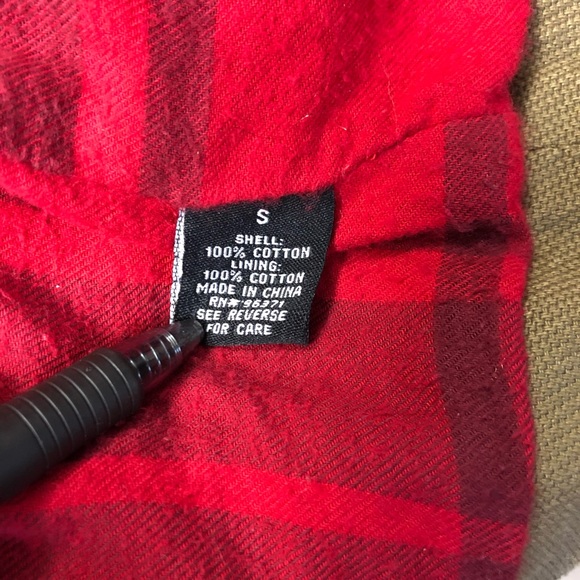 S
SHELL:
100% COTTON
LINING:
100% COTTON
MADE IN CHINA
RN# 96371
SEE REVERSE
FOR CARE